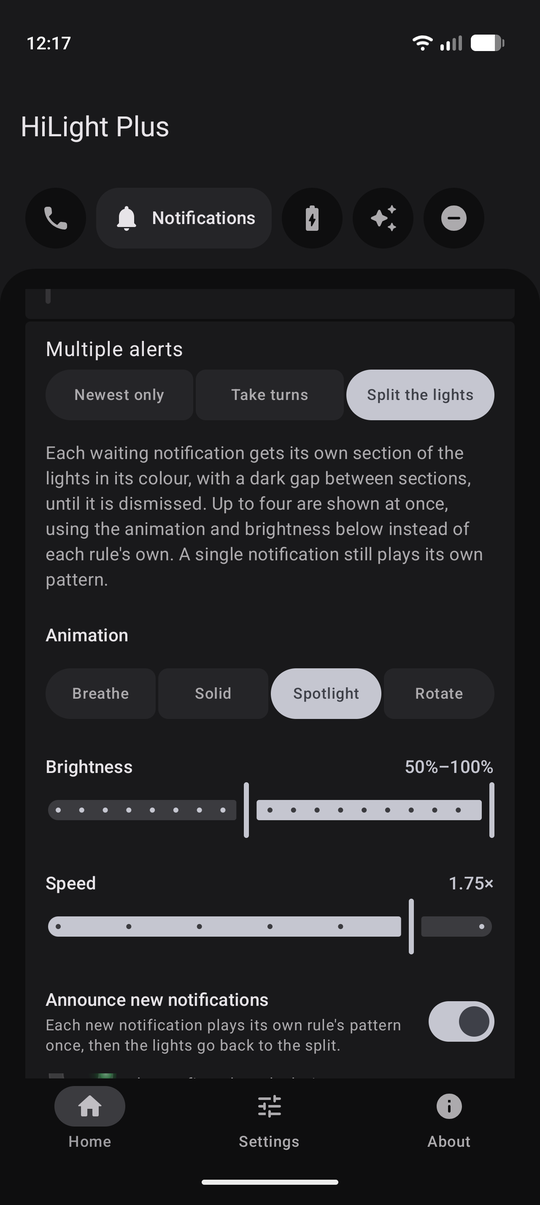 12:17
HiLight Plus
Notifications
Multiple alerts
Newest only
Take turns
Split the lights
Each waiting notification gets its own section of the
lights in its colour, with a dark gap between sections,
until it is dismissed. Up to four are shown at once,
using the animation and brightness below instead of
each rule's own. A single notification still plays its own
pattern.
Animation
Breathe
Solid
Spotlight
Rotate
Brightness
50%–100%
Speed
1.75×
Announce new notifications
Each new notification plays its own rule's pattern
once, then the lights go back to the split.
Home
Settings
About